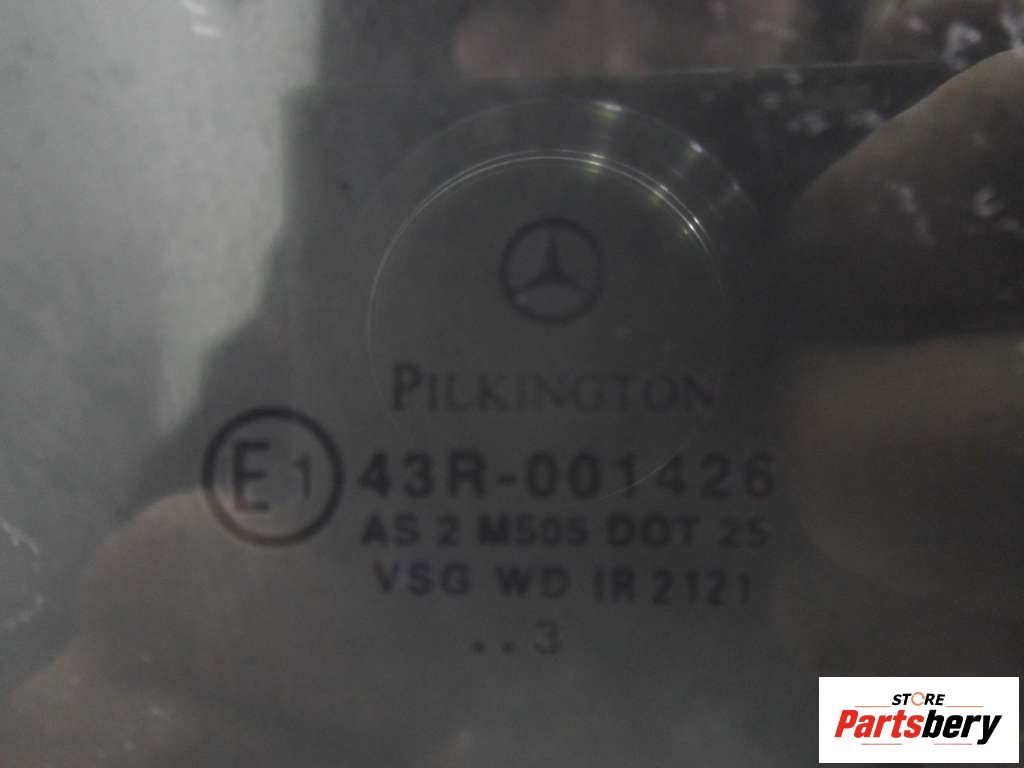 PILKINGTON
E1 43R-001426
AS 2 M505 DOT 25
VSG WD IR 2121
..3
STORE
Partsbery